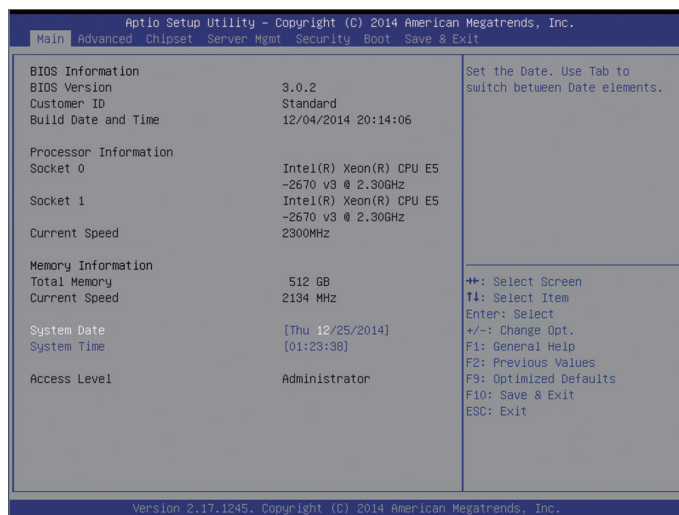 Aptio Setup Utility – Copyright (C) 2014 American Megatrends, Inc.
Main Advanced Chipset Server Mgmt Security Boot Save & Exit
BIOS Information
BIOS Version 3.0.2
Customer ID Standard
Build Date and Time 12/04/2014 20:14:06
Processor Information
Socket 0 Intel(R) Xeon(R) CPU E5
-2670 v3 @ 2.30GHz
Socket 1 Intel(R) Xeon(R) CPU E5
-2670 v3 @ 2.30GHz
Current Speed 2300MHz
Memory Information
Total Memory 512 GB
Current Speed 2134 MHz
System Date [Thu 12/25/2014]
System Time [01:23:38]
Access Level Administrator
Set the Date. Use Tab to
switch between Date elements.
→←: Select Screen
↑↓: Select Item
Enter: Select
+/-: Change Opt.
F1: General Help
F2: Previous Values
F9: Optimized Defaults
F10: Save & Exit
ESC: Exit
Version 2.17.1245. Copyright (C) 2014 American Megatrends, Inc.